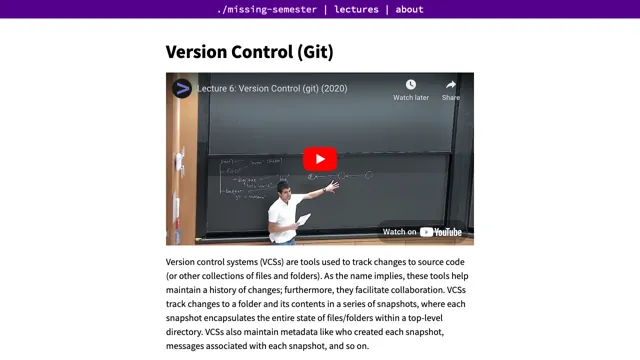 ./missing-semester | lectures | about
Version Control (Git)
Lecture 6: Version Control (git) (2020)
Watch later
Share
Watch on YouTube
Version control systems (VCSs) are tools used to track changes to source code
(or other collections of files and folders). As the name implies, these tools help
maintain a history of changes; furthermore, they facilitate collaboration. VCSs
track changes to a folder and its contents in a series of snapshots, where each
snapshot encapsulates the entire state of files/folders within a top-level
directory. VCSs also maintain metadata like who created each snapshot,
messages associated with each snapshot, and so on.